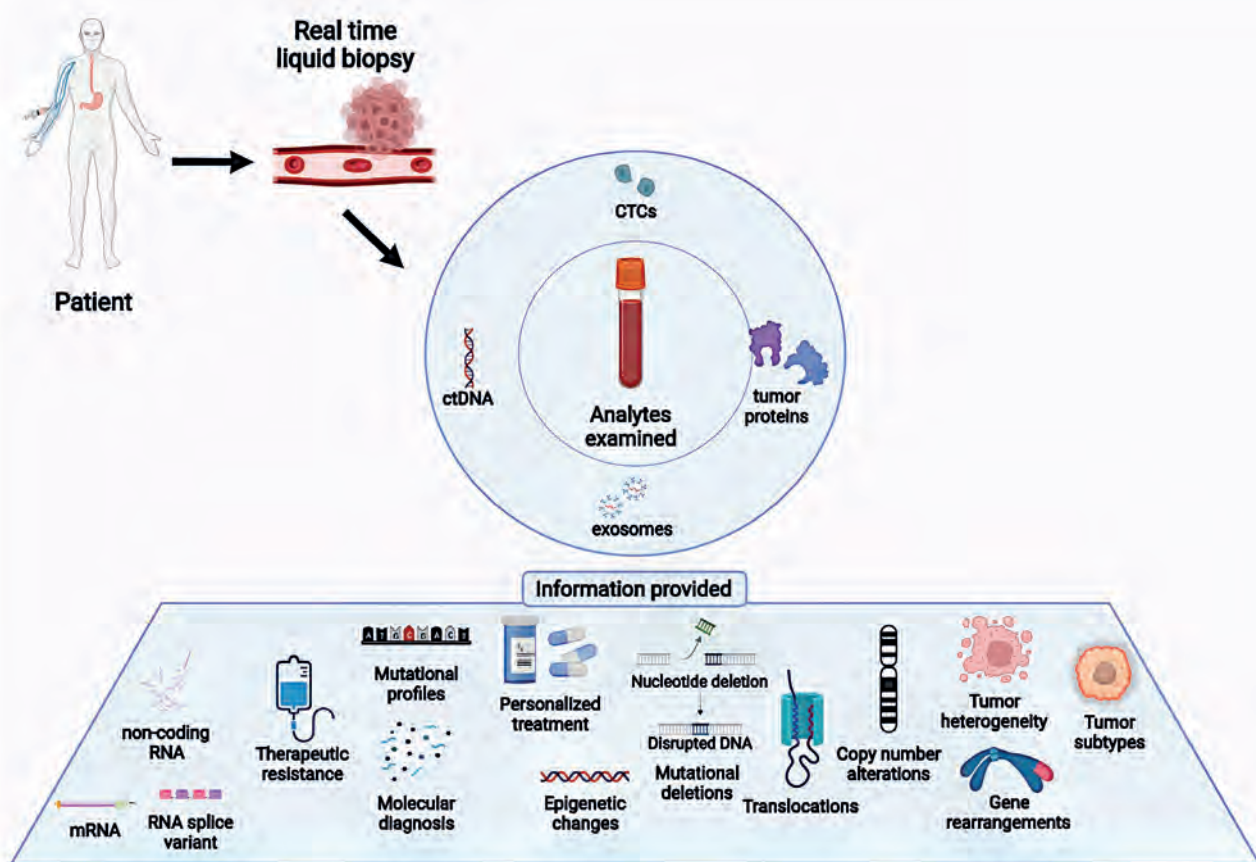 Real time
liquid biopsy
Patient
CTCs
ctDNA
tumor
proteins
Analytes
examined
exosomes
Information provided
non-coding
RNA
mRNA
RNA splice
variant
Therapeutic
resistance
A T G C G A C T
Mutational
profiles
Molecular
diagnosis
Personalized
treatment
Epigenetic
changes
Nucleotide deletion
Disrupted DNA
Mutational
deletions
Translocations
Copy number
alterations
Tumor
heterogeneity
Gene
rearrangements
Tumor
subtypes